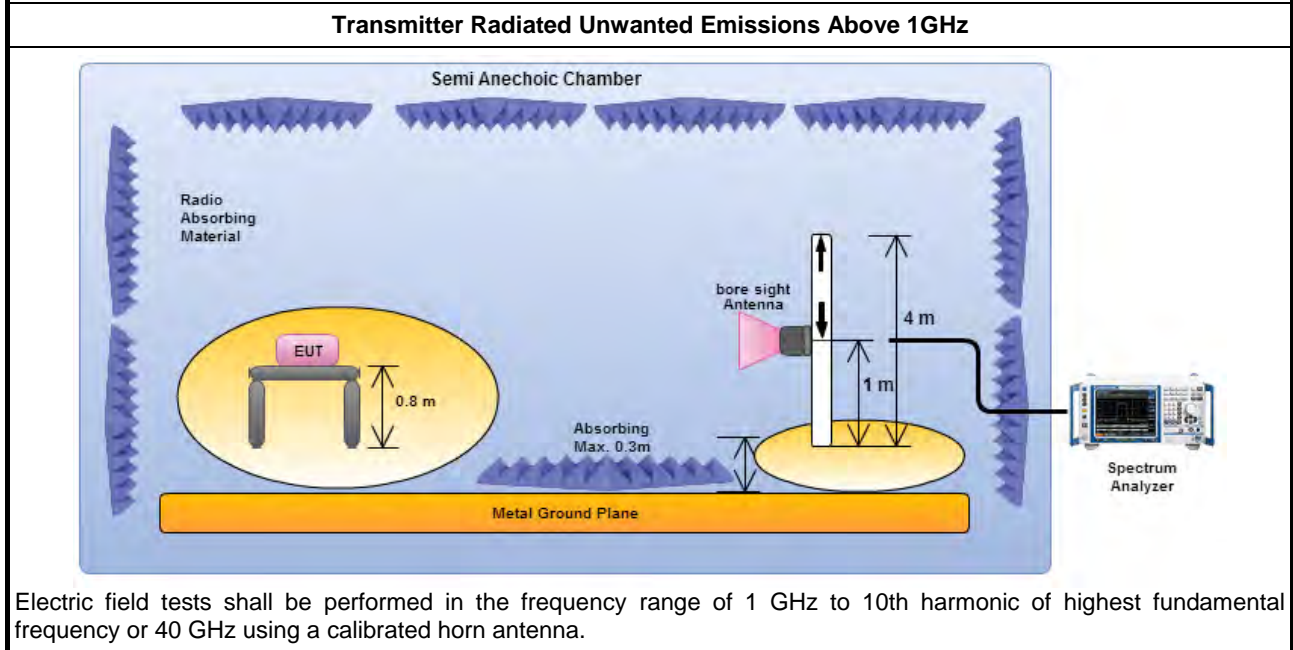 Transmitter Radiated Unwanted Emissions Above 1GHz
Semi Anechoic Chamber
Radio
Absorbing
Material
bore sight
Antenna
4 m
EUT
1 m
0.8 m
Absorbing
Max. 0.3m
Spectrum
Analyzer
Metal Ground Plane
Electric field tests shall be performed in the frequency range of 1 GHz to 10th harmonic of highest fundamental
frequency or 40 GHz using a calibrated horn antenna.